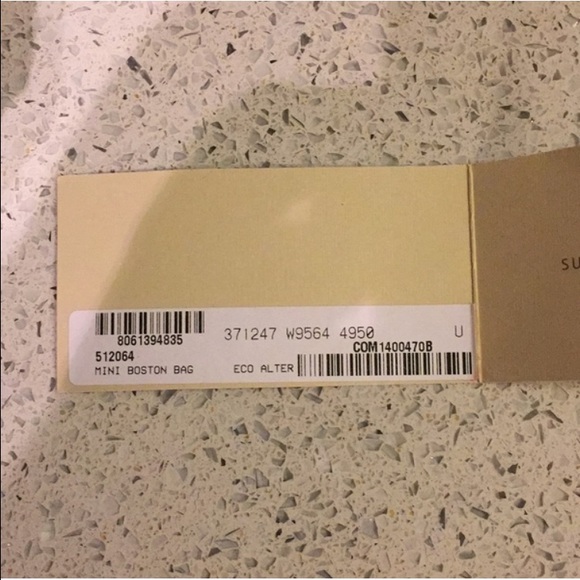 SU
371247 W9564 4950 U
8061394835
COM1400470B
512064
MINI BOSTON BAG ECO ALTER